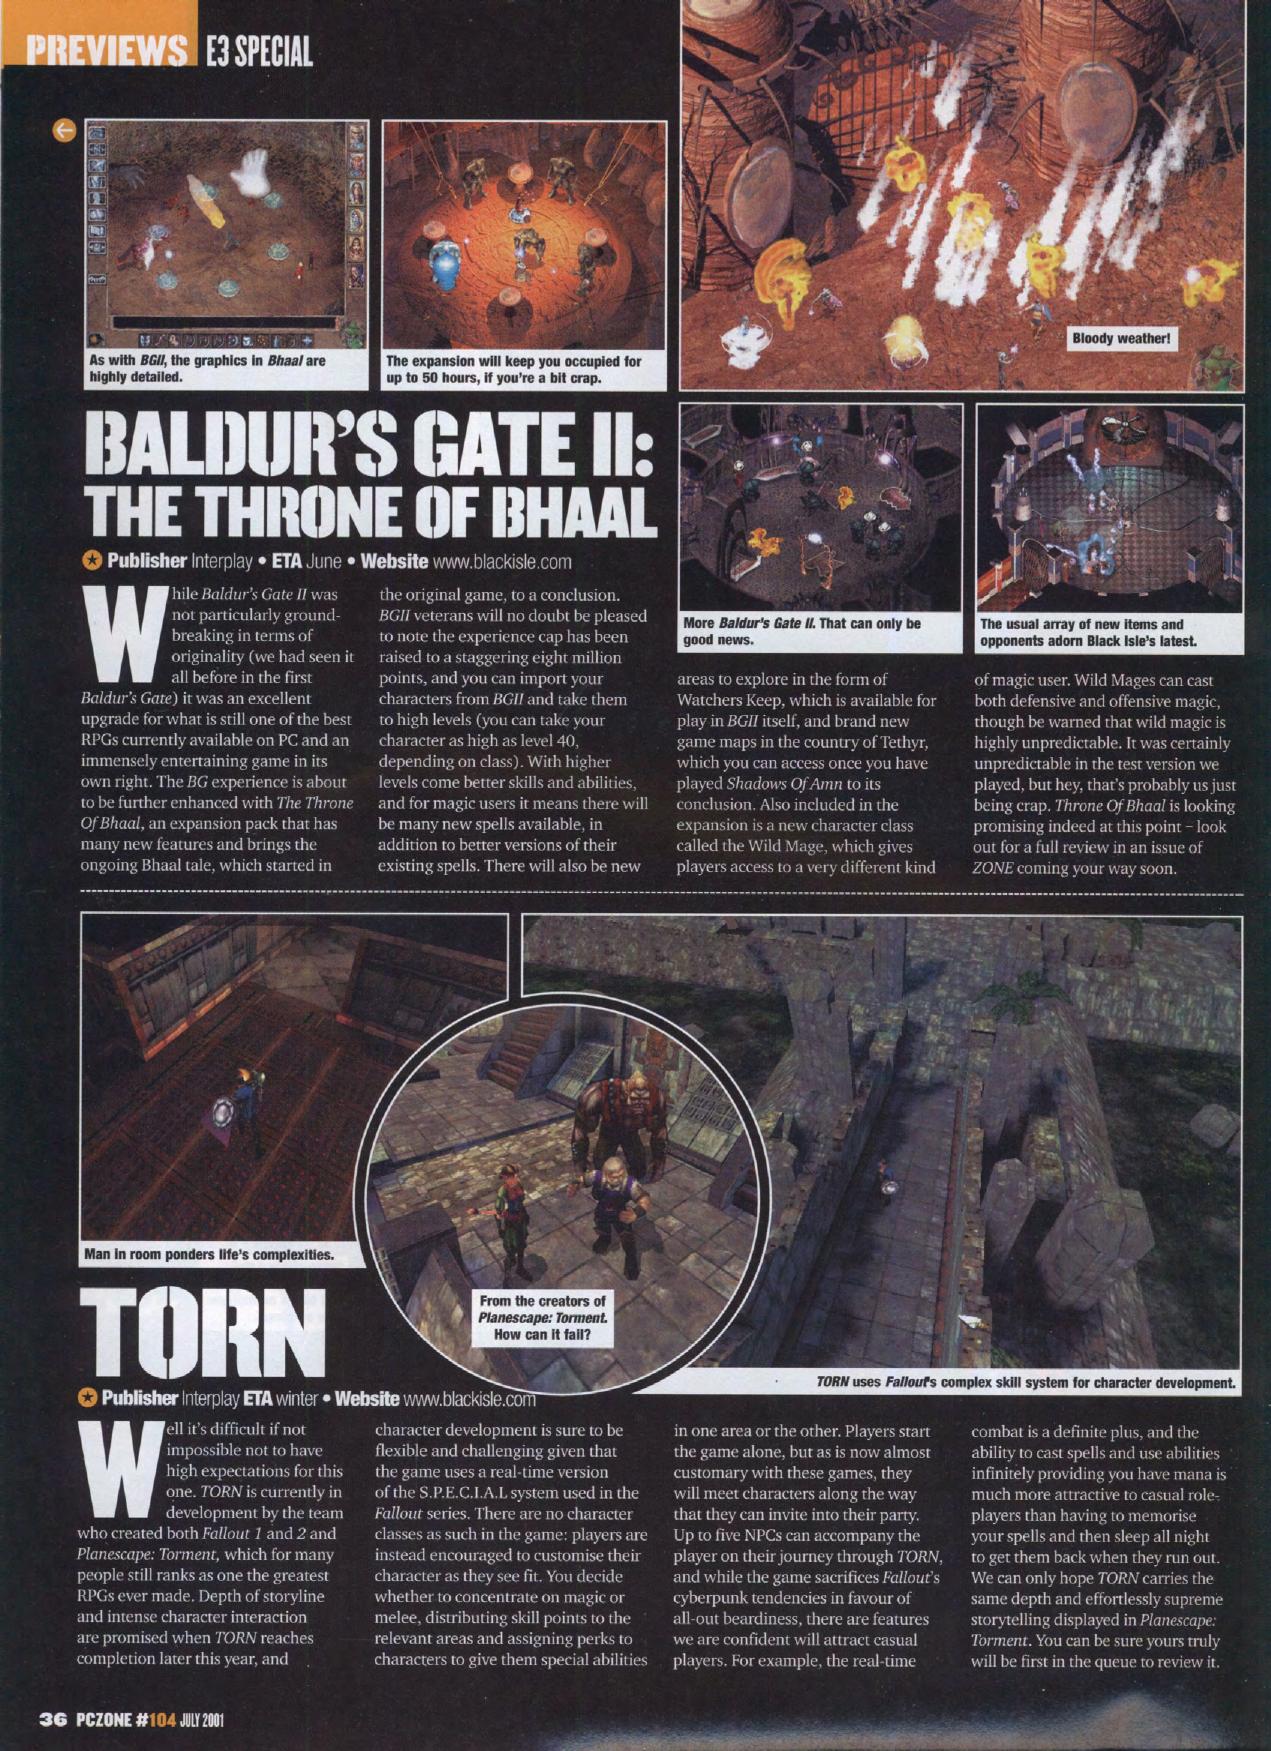 PREVIEWS E3 SPECIAL
As with BGII, the graphics in Bhaal are
highly detailed.
The expansion will keep you occupied for
up to 50 hours, if you're a bit crap.
Bloody weather!
BALDUR'S GATE II:
THE THRONE OF BHAAL
Publisher Interplay • ETA June • Website www.blackisle.com
More Baldur's Gate II. That can only be
good news.
The usual array of new items and
opponents adorn Black Isle's latest.
While Baldur's Gate II was
not particularly ground-
breaking in terms of
originality (we had seen it
all before in the first
Baldur's Gate) it was an excellent
upgrade for what is still one of the best
RPGs currently available on PC and an
immensely entertaining game in its
own right. The BG experience is about
to be further enhanced with The Throne
Of Bhaal, an expansion pack that has
many new features and brings the
ongoing Bhaal tale, which started in
the original game, to a conclusion.
BGII veterans will no doubt be pleased
to note the experience cap has been
raised to a staggering eight million
points, and you can import your
characters from BGII and take them
to high levels (you can take your
character as high as level 40,
depending on class). With higher
levels come better skills and abilities,
and for magic users it means there will
be many new spells available, in
addition to better versions of their
existing spells. There will also be new
areas to explore in the form of
Watchers Keep, which is available for
play in BGII itself, and brand new
game maps in the country of Tethyr,
which you can access once you have
played Shadows Of Amn to its
conclusion. Also included in the
expansion is a new character class
called the Wild Mage, which gives
players access to a very different kind
of magic user. Wild Mages can cast
both defensive and offensive magic,
though be warned that wild magic is
highly unpredictable. It was certainly
unpredictable in the test version we
played, but hey, that's probably us just
being crap. Throne Of Bhaal is looking
promising indeed at this point – look
out for a full review in an issue of
ZONE coming your way soon.
Man in room ponders life's complexities.
From the creators of
Planescape: Torment.
How can it fail?
TORN uses Fallout's complex skill system for character development.
TORN
Publisher Interplay ETA winter • Website www.blackisle.com
Well it's difficult if not
impossible not to have
high expectations for this
one. TORN is currently in
development by the team
who created both Fallout 1 and 2 and
Planescape: Torment, which for many
people still ranks as one the greatest
RPGs ever made. Depth of storyline
and intense character interaction
are promised when TORN reaches
completion later this year, and
character development is sure to be
flexible and challenging given that
the game uses a real-time version
of the S.P.E.C.I.A.L system used in the
Fallout series. There are no character
classes as such in the game: players are
instead encouraged to customise their
character as they see fit. You decide
whether to concentrate on magic or
melee, distributing skill points to the
relevant areas and assigning perks to
characters to give them special abilities
in one area or the other. Players start
the game alone, but as is now almost
customary with these games, they
will meet characters along the way
that they can invite into their party.
Up to five NPCs can accompany the
player on their journey through TORN,
and while the game sacrifices Fallout's
cyberpunk tendencies in favour of
all-out beardiness, there are features
we are confident will attract casual
players. For example, the real-time
combat is a definite plus, and the
ability to cast spells and use abilities
infinitely providing you have mana is
much more attractive to casual role-
players than having to memorise
your spells and then sleep all night
to get them back when they run out.
We can only hope TORN carries the
same depth and effortlessly supreme
storytelling displayed in Planescape:
Torment. You can be sure yours truly
will be first in the queue to review it.
36 PCZONE #104 JULY 2001